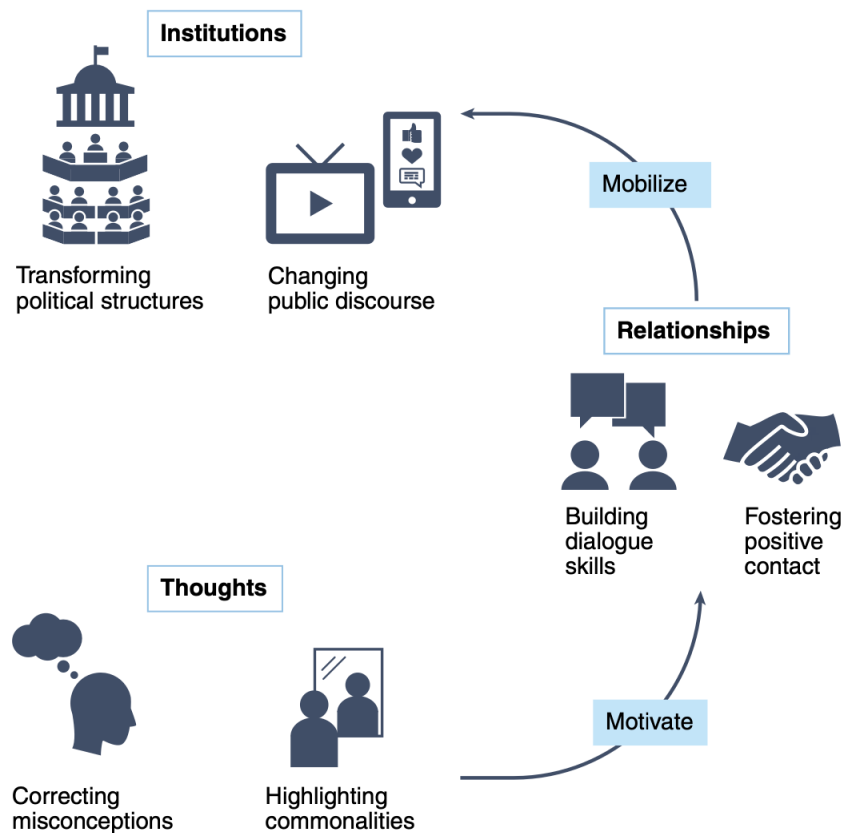 Institutions
Transforming
political structures
Changing
public discourse
Mobilize
Relationships
Building
dialogue
skills
Fostering
positive
contact
Thoughts
Correcting
misconceptions
Highlighting
commonalities
Motivate